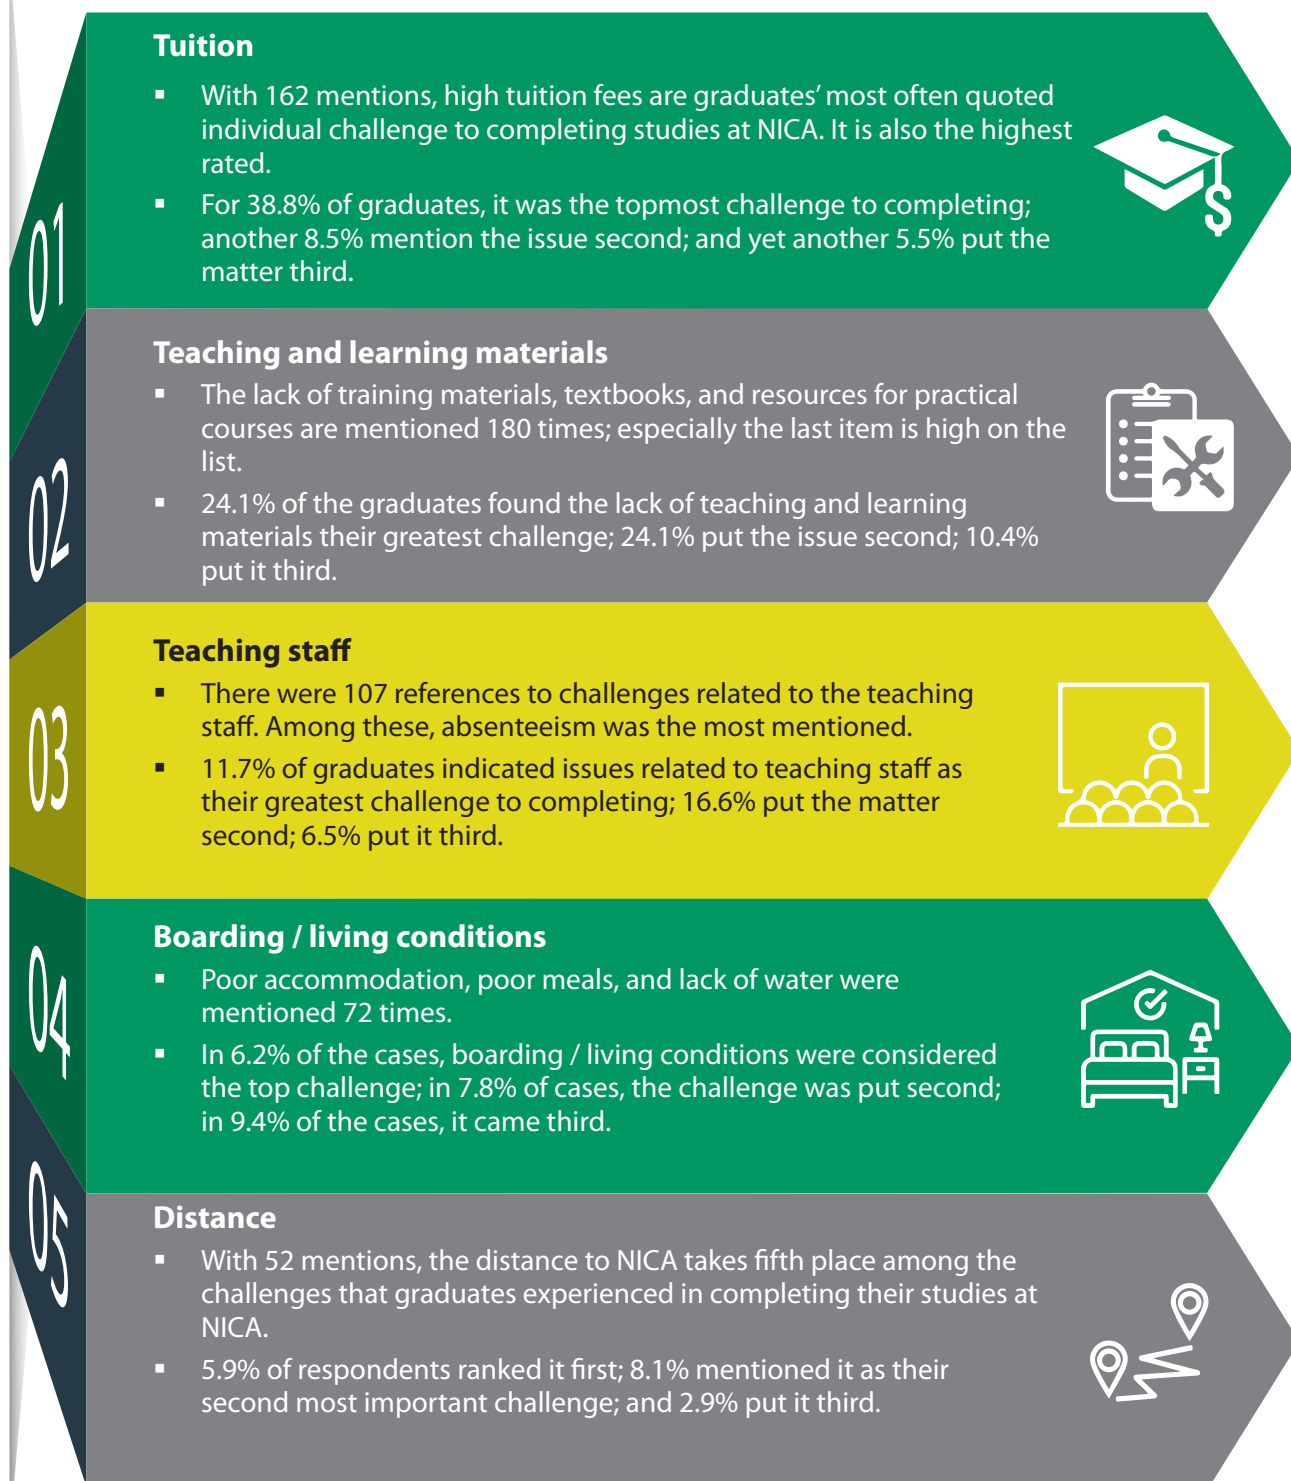 01
Tuition
▪ With 162 mentions, high tuition fees are graduates’ most often quoted
individual challenge to completing studies at NICA. It is also the highest
rated.
▪ For 38.8% of graduates, it was the topmost challenge to completing;
another 8.5% mention the issue second; and yet another 5.5% put the
matter third.
$
02
Teaching and learning materials
▪ The lack of training materials, textbooks, and resources for practical
courses are mentioned 180 times; especially the last item is high on the
list.
▪ 24.1% of the graduates found the lack of teaching and learning
materials their greatest challenge; 24.1% put the issue second; 10.4%
put it third.
03
Teaching staff
▪ There were 107 references to challenges related to the teaching
staff. Among these, absenteeism was the most mentioned.
▪ 11.7% of graduates indicated issues related to teaching staff as
their greatest challenge to completing; 16.6% put the matter
second; 6.5% put it third.
04
Boarding / living conditions
▪ Poor accommodation, poor meals, and lack of water were
mentioned 72 times.
▪ In 6.2% of the cases, boarding / living conditions were considered
the top challenge; in 7.8% of cases, the challenge was put second;
in 9.4% of the cases, it came third.
05
Distance
▪ With 52 mentions, the distance to NICA takes fifth place among the
challenges that graduates experienced in completing their studies at
NICA.
▪ 5.9% of respondents ranked it first; 8.1% mentioned it as their
second most important challenge; and 2.9% put it third.